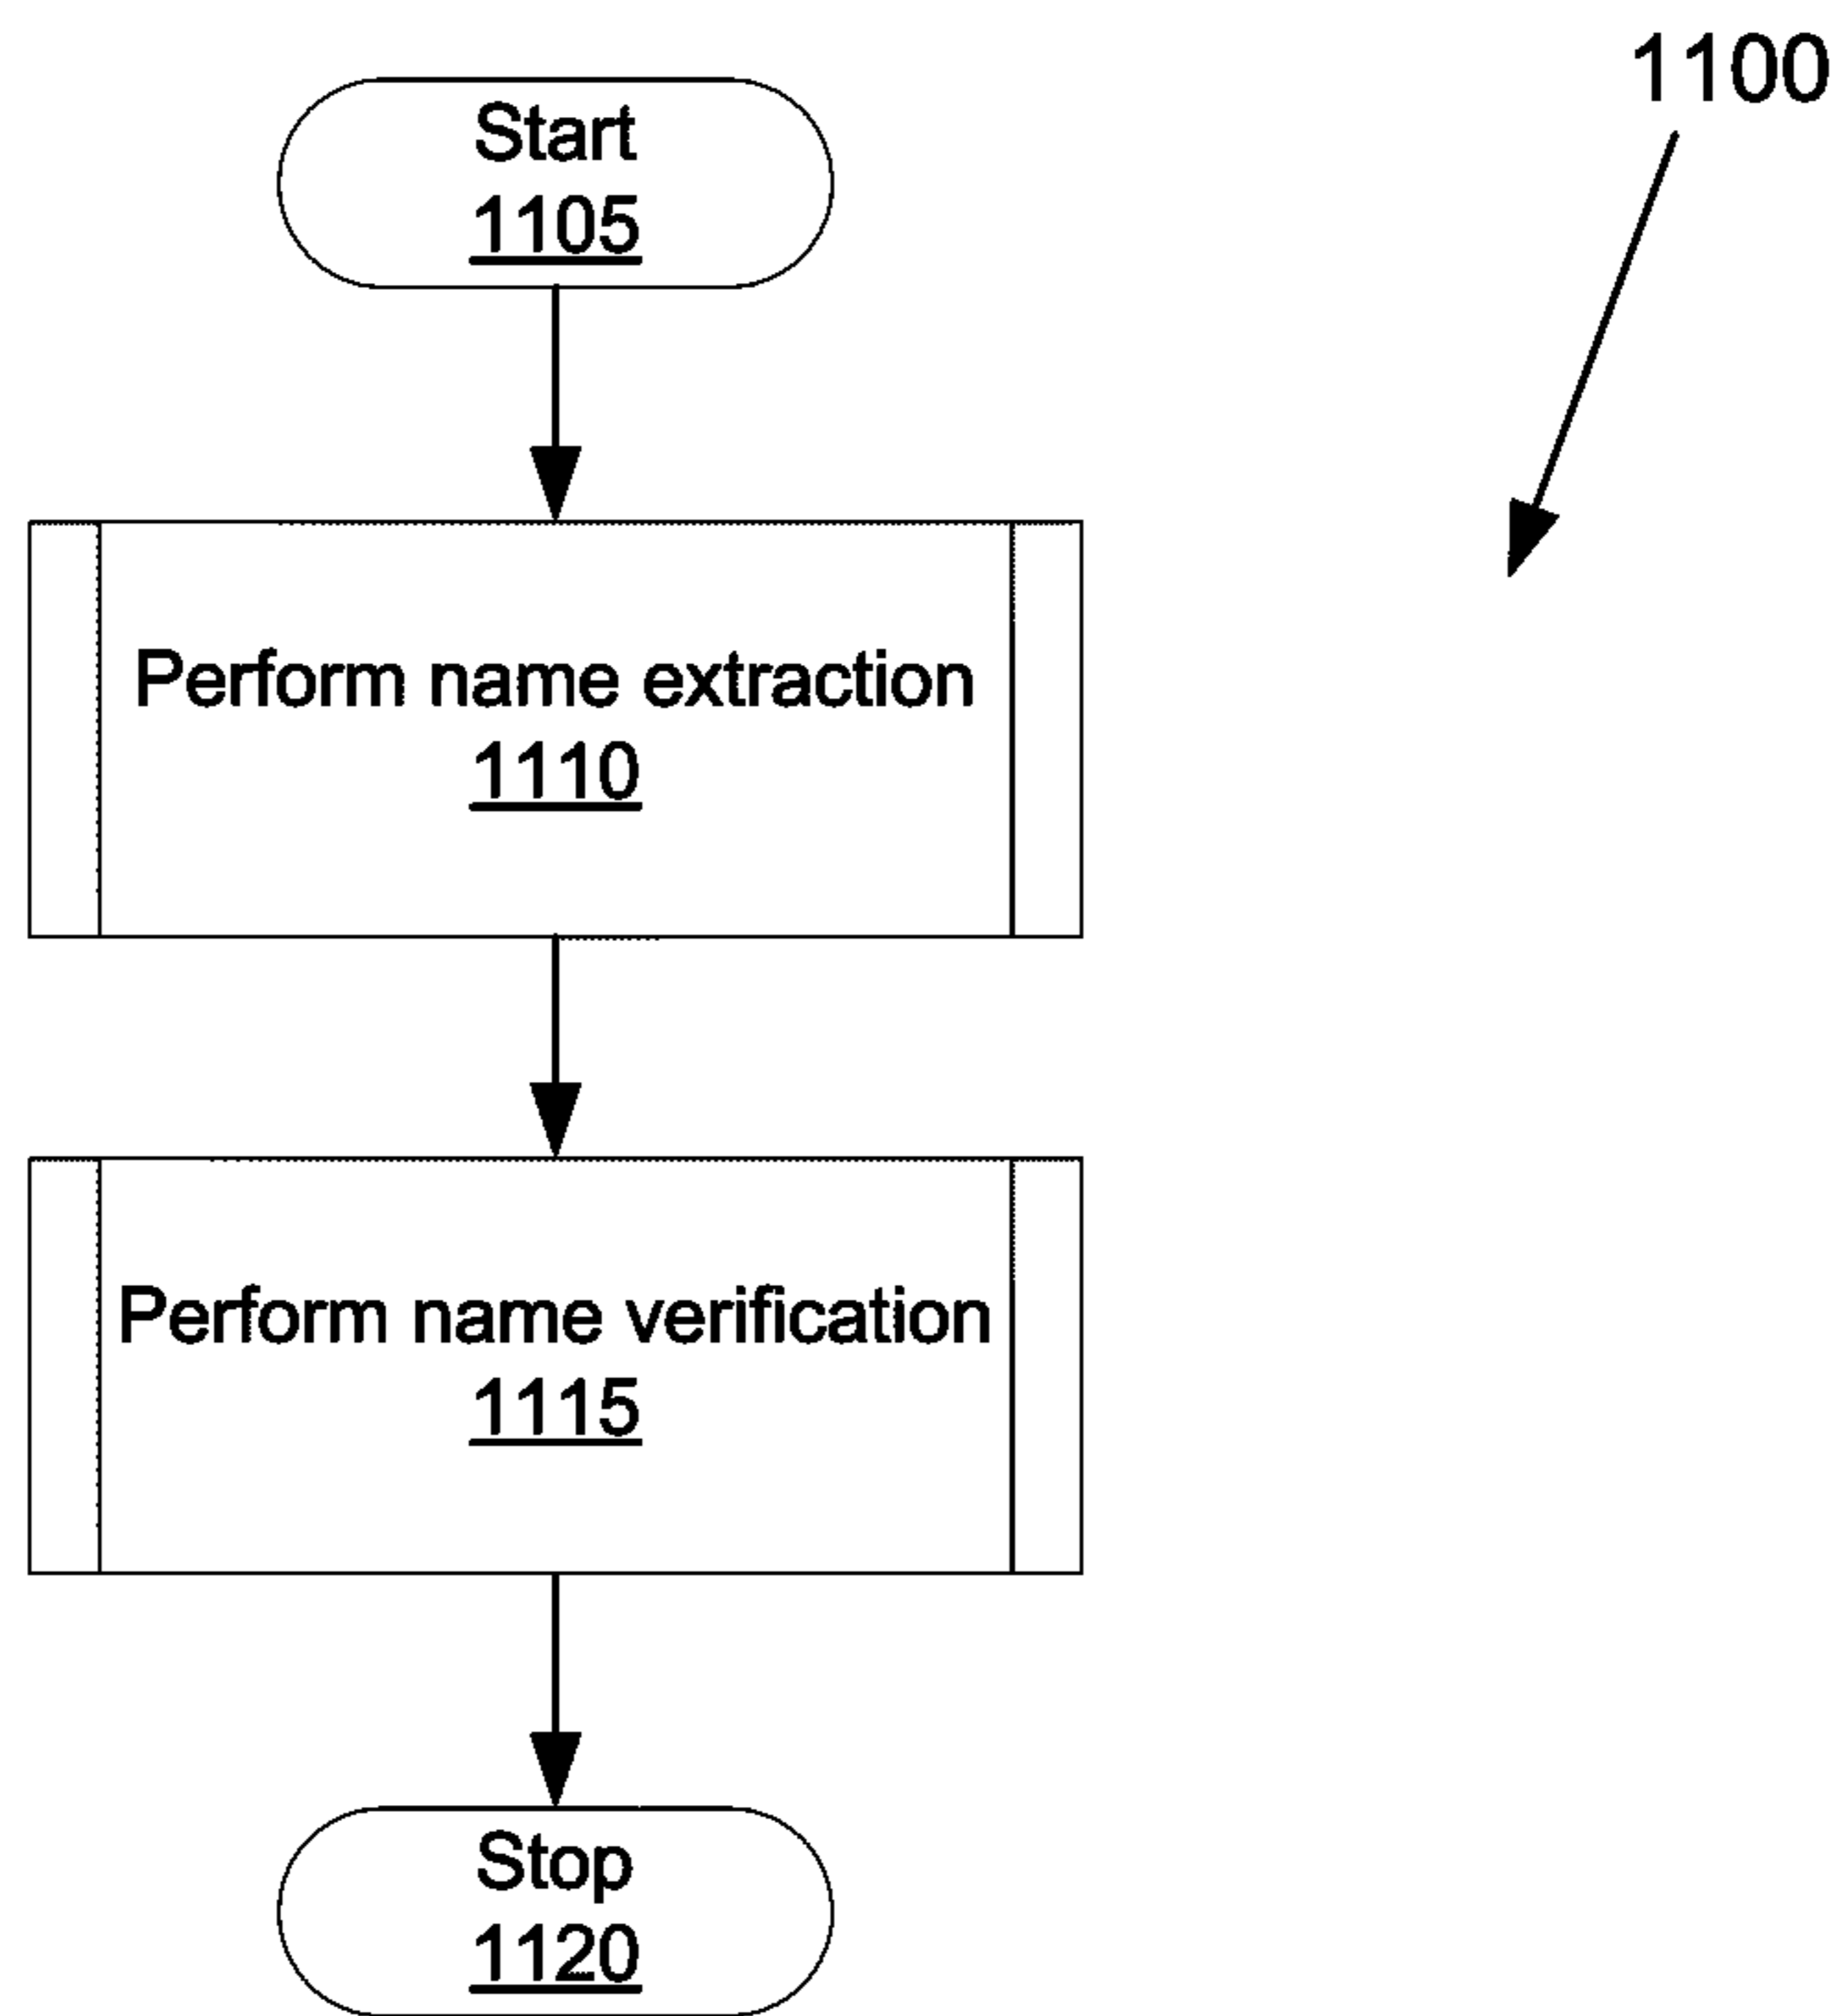 1100
Start
1105
Perform name extraction
1110
Perform name verification
1115
Stop
1120